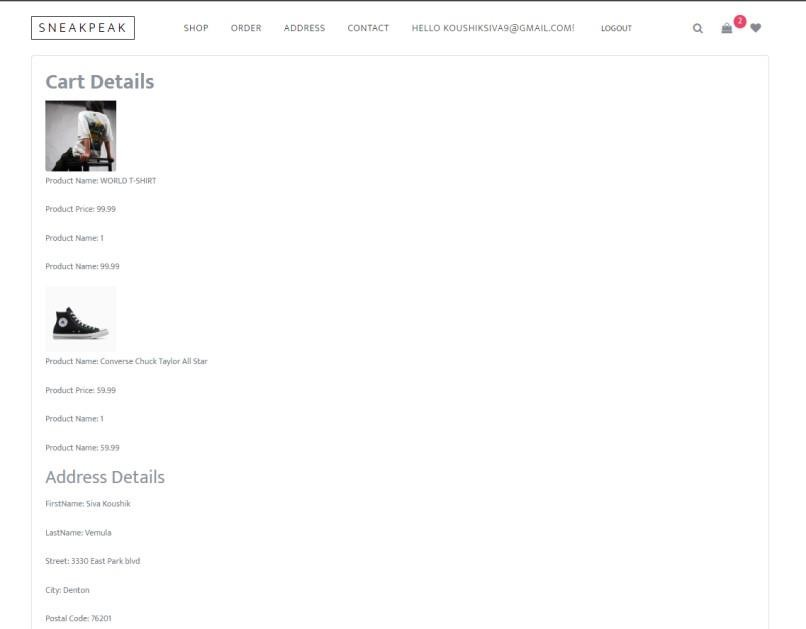 SNEAKPEAK SHOP ORDER ADDRESS CONTACT HELLO KOUSHIKSIVA9@GMAIL.COM! LOGOUT 2
Cart Details
Product Name: WORLD T-SHIRT
Product Price: 99.99
Product Name: 1
Product Name: 99.99
Product Name: Converse Chuck Taylor All Star
Product Price: 59.99
Product Name: 1
Product Name: 59.99
Address Details
FirstName: Siva Koushik
LastName: Vemula
Street: 3330 East Park blvd
City: Denton
Postal Code: 76201